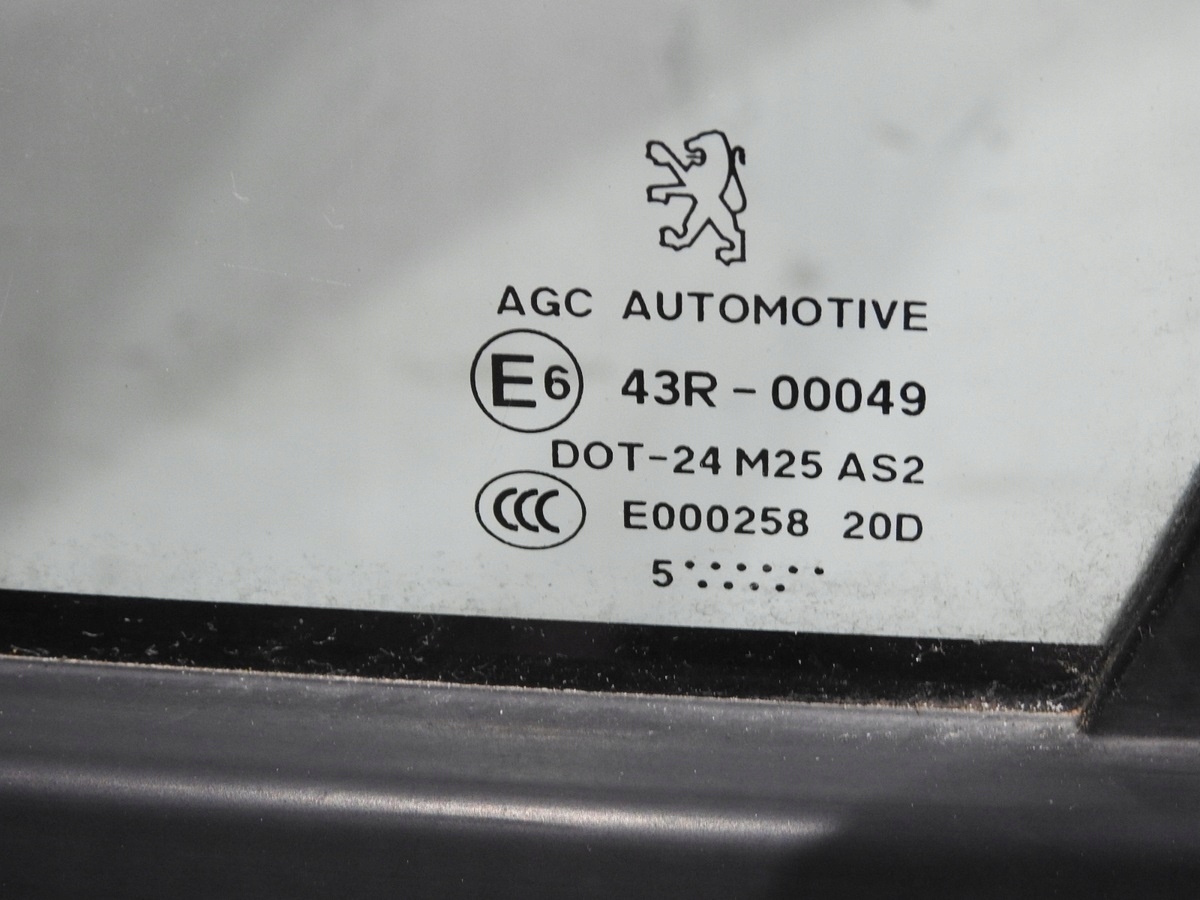 AGC AUTOMOTIVE
E6 43R-00049
DOT-24 M25 AS2
CCC E000258 20D
5